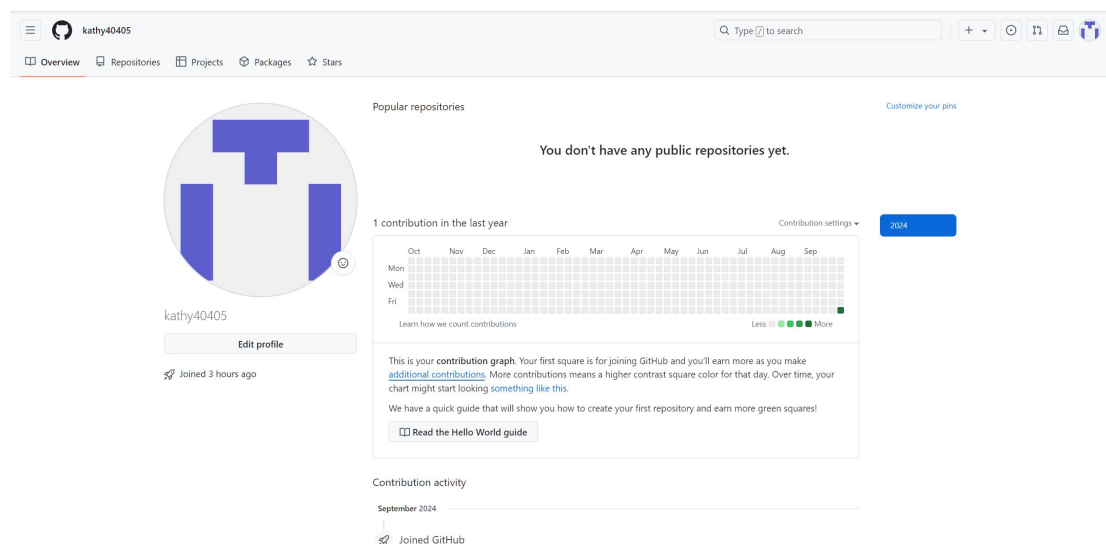 kathy40405
Type / to search
Overview Repositories Projects Packages Stars
Popular repositories
Customize your pins
You don't have any public repositories yet.
1 contribution in the last year
Contribution settings
2024
Oct Nov Dec Jan Feb Mar Apr May Jun Jul Aug Sep
Mon
Wed
Fri
Learn how we count contributions
Less More
kathy40405
Edit profile
Joined 3 hours ago
This is your contribution graph. Your first square is for joining GitHub and you'll earn more as you make
additional contributions. More contributions means a higher contrast square color for that day. Over time, your
chart might start looking something like this.
We have a quick guide that will show you how to create your first repository and earn more green squares!
Read the Hello World guide
Contribution activity
September 2024
Joined GitHub